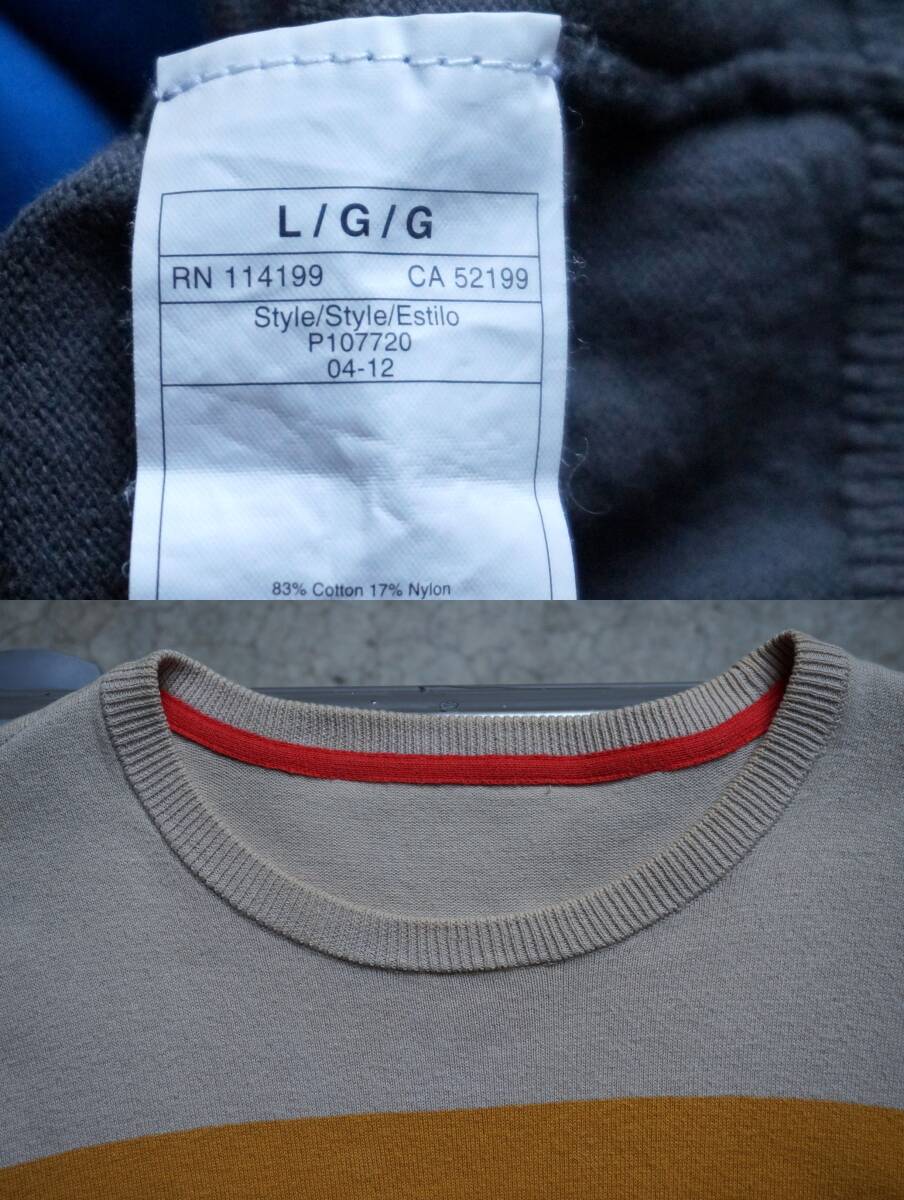 L/G/G
RN 114199 CA 52199
Style/Style/Estilo
P107720
04-12
83% Cotton 17% Nylon